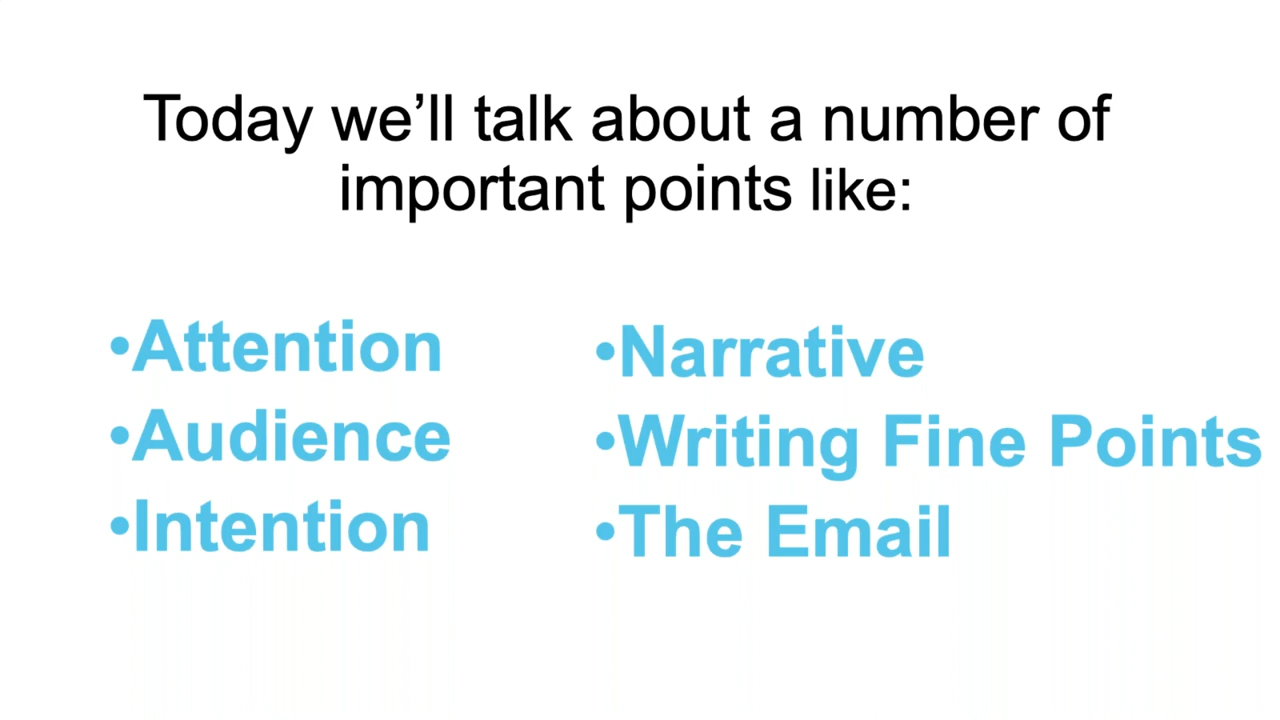 Today we’ll talk about a number of
important points like:
•Attention
•Audience
•Intention
•Narrative
•Writing Fine Points
•The Email